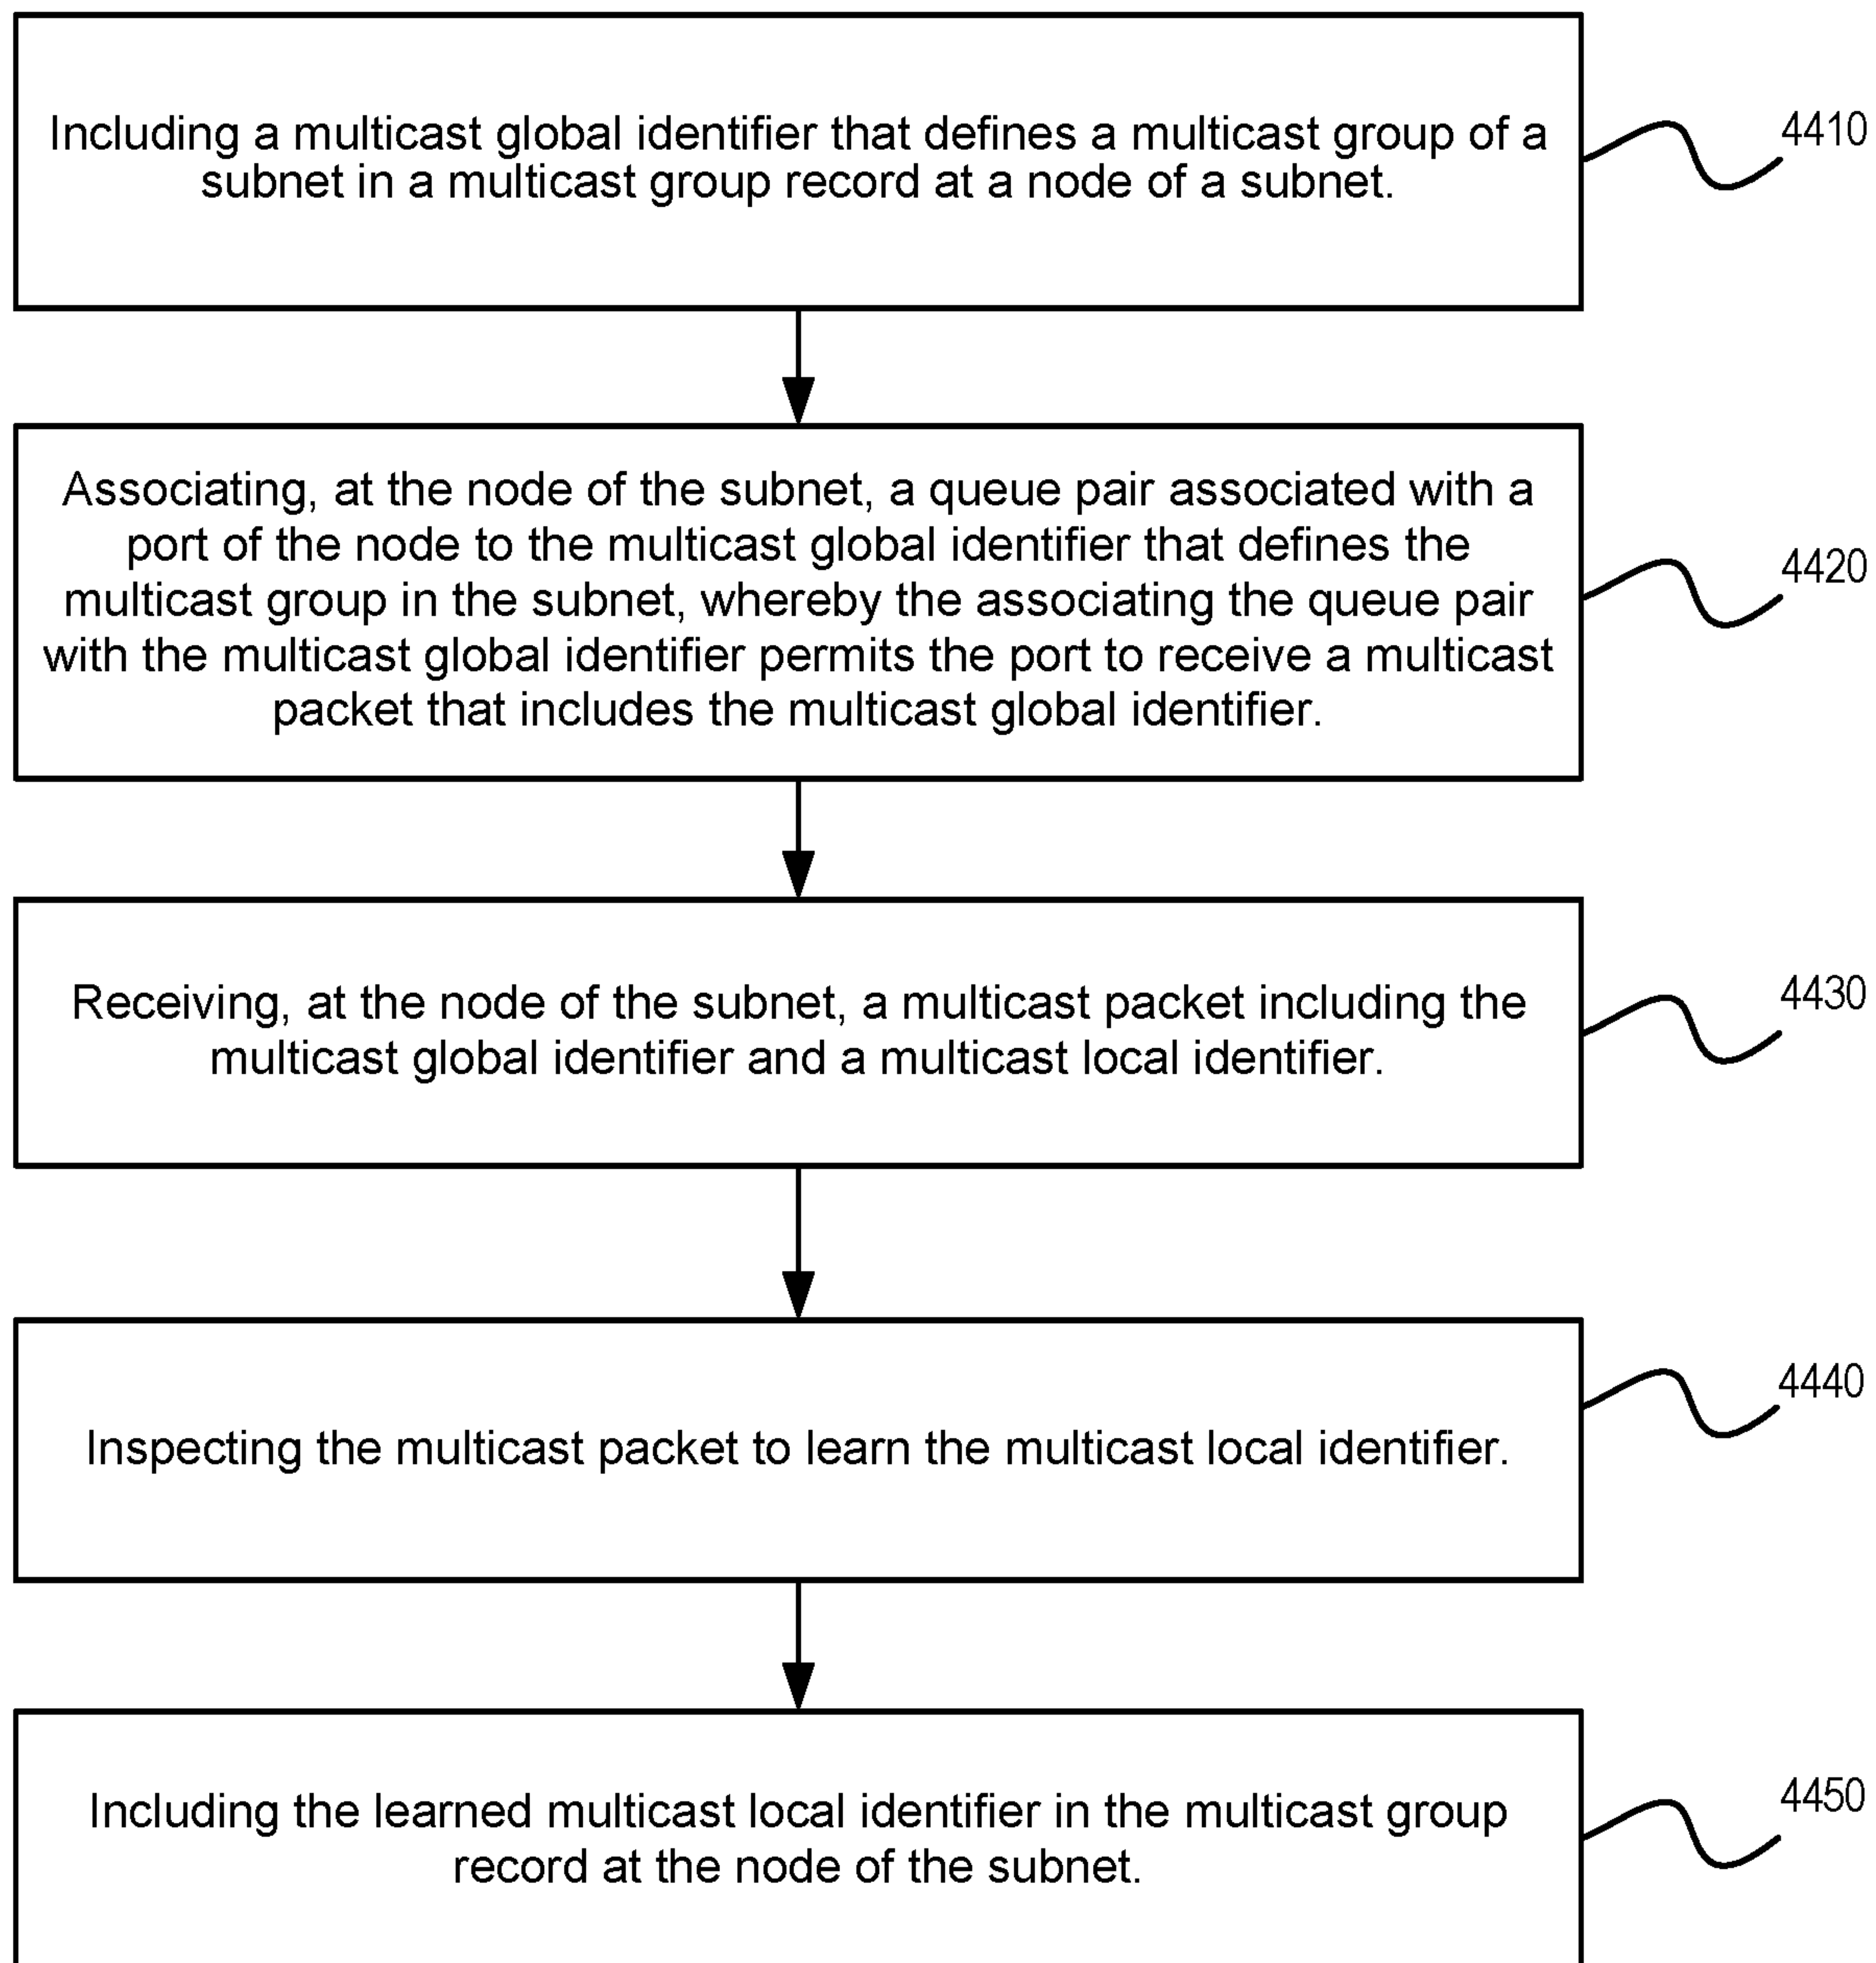 Including a multicast global identifier that defines a multicast group of a
subnet in a multicast group record at a node of a subnet.
4410
Associating, at the node of the subnet, a queue pair associated with a
port of the node to the multicast global identifier that defines the
multicast group in the subnet, whereby the associating the queue pair
with the multicast global identifier permits the port to receive a multicast
packet that includes the multicast global identifier.
4420
Receiving, at the node of the subnet, a multicast packet including the
multicast global identifier and a multicast local identifier.
4430
Inspecting the multicast packet to learn the multicast local identifier.
4440
Including the learned multicast local identifier in the multicast group
record at the node of the subnet.
4450